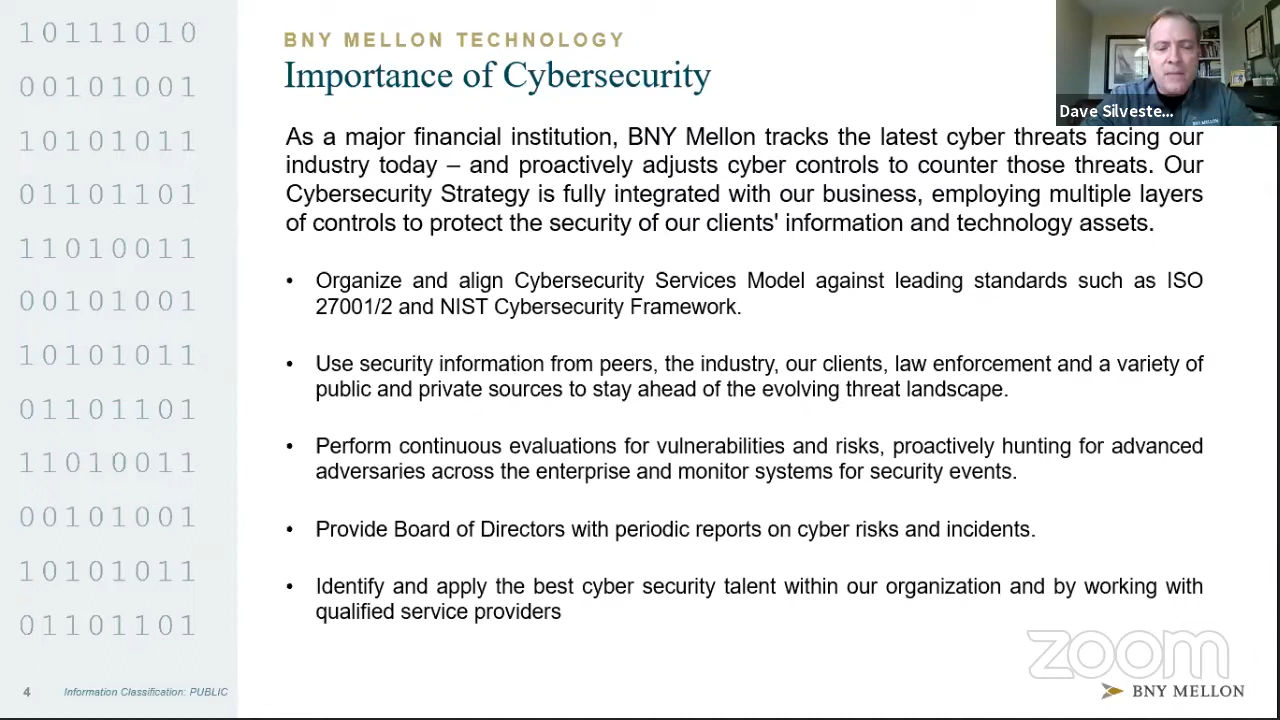 10111010
00101001
10101011
01101101
11010011
00101001
10101011
01101101
11010011
00101001
10101011
01101101
BNY MELLON TECHNOLOGY
Importance of Cybersecurity
Dave Silveste...
BNY MELLON
As a major financial institution, BNY Mellon tracks the latest cyber threats facing our
industry today – and proactively adjusts cyber controls to counter those threats. Our
Cybersecurity Strategy is fully integrated with our business, employing multiple layers
of controls to protect the security of our clients' information and technology assets.
• Organize and align Cybersecurity Services Model against leading standards such as ISO
27001/2 and NIST Cybersecurity Framework.
• Use security information from peers, the industry, our clients, law enforcement and a variety of
public and private sources to stay ahead of the evolving threat landscape.
• Perform continuous evaluations for vulnerabilities and risks, proactively hunting for advanced
adversaries across the enterprise and monitor systems for security events.
• Provide Board of Directors with periodic reports on cyber risks and incidents.
• Identify and apply the best cyber security talent within our organization and by working with
qualified service providers
zoom
4 Information Classification: PUBLIC
BNY MELLON